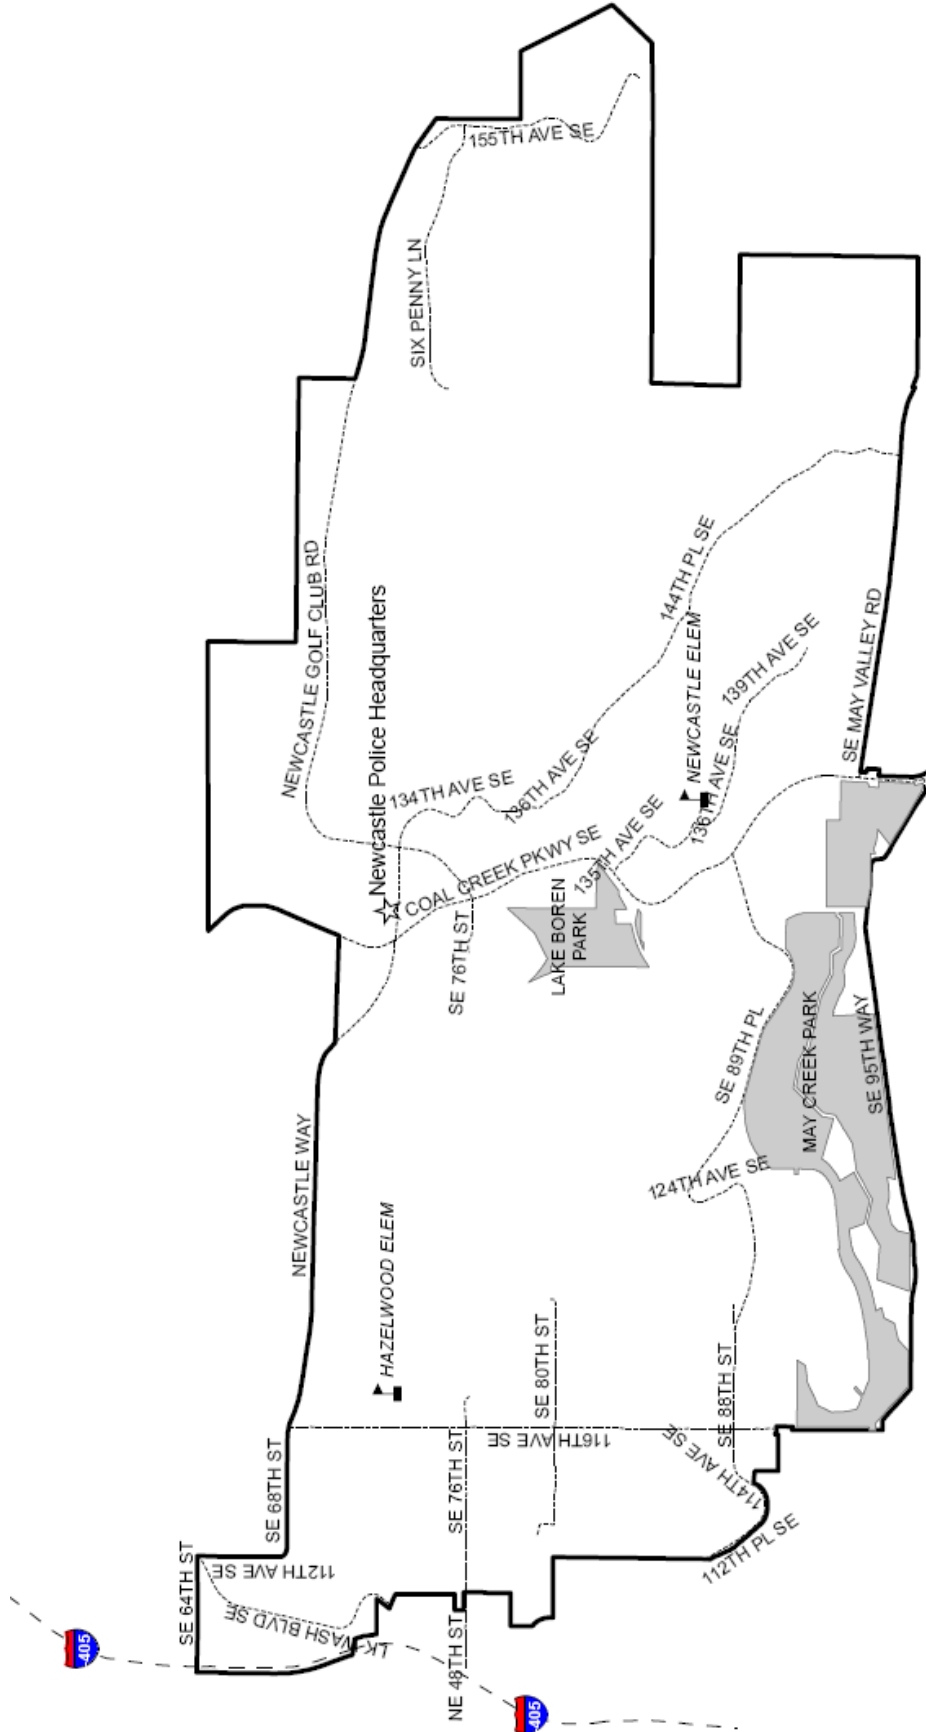 155TH AVE SE
SIX PENNY LN
NEWCASTLE GOLF CLUB RD
144TH PL SE
NEWCASTLE ELEM
139TH AVE SE
SE MAY VALLEY RD
Newcastle Police Headquarters
134TH AVE SE
136TH AVE SE
136TH AVE SE
135TH AVE SE
COAL CREEK PKWY SE
SE 76TH ST
LAKE BOREN
PARK
SE 89TH PL
MAY CREEK PARK
SE 95TH WAY
124TH AVE SE
NEWCASTLE WAY
HAZELWOOD ELEM
SE 80TH ST
SE 88TH ST
116TH AVE SE
SE 76TH ST
114TH AVE SE
SE 68TH ST
112TH PL SE
112TH AVE SE
SE 64TH ST
LK WASH BLVD SE
NE 48TH ST
405
405